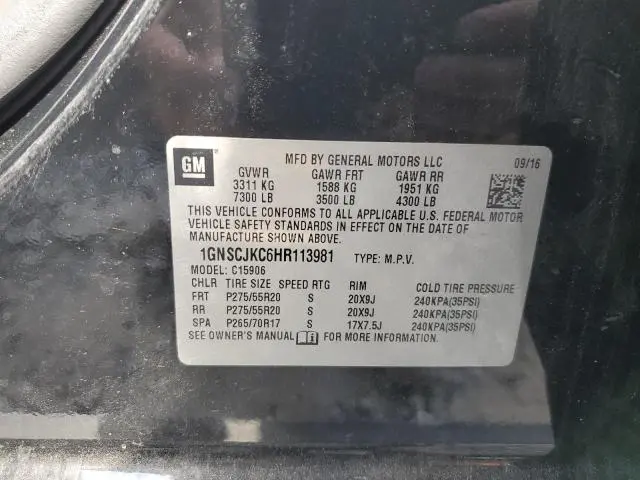 GM
MFD BY GENERAL MOTORS LLC
09/16
GVWR GAWR FRT GAWR RR
3311 KG 1588 KG 1951 KG
7300 LB 3500 LB 4300 LB
THIS VEHICLE CONFORMS TO ALL APPLICABLE U.S. FEDERAL MOTOR
VEHICLE SAFETY STANDARDS IN EFFECT ON THE DATE OF
MANUFACTURE SHOWN ABOVE.
1GNSCJKC6HR113981 TYPE: M.P.V.
MODEL: C15906
CHLR TIRE SIZE SPEED RTG RIM COLD TIRE PRESSURE
FRT P275/55R20 S 20X9J 240KPA(35PSI)
RR P275/55R20 S 20X9J 240KPA(35PSI)
SPA P265/70R17 S 17X7.5J 240KPA(35PSI)
SEE OWNER'S MANUAL FOR MORE INFORMATION.